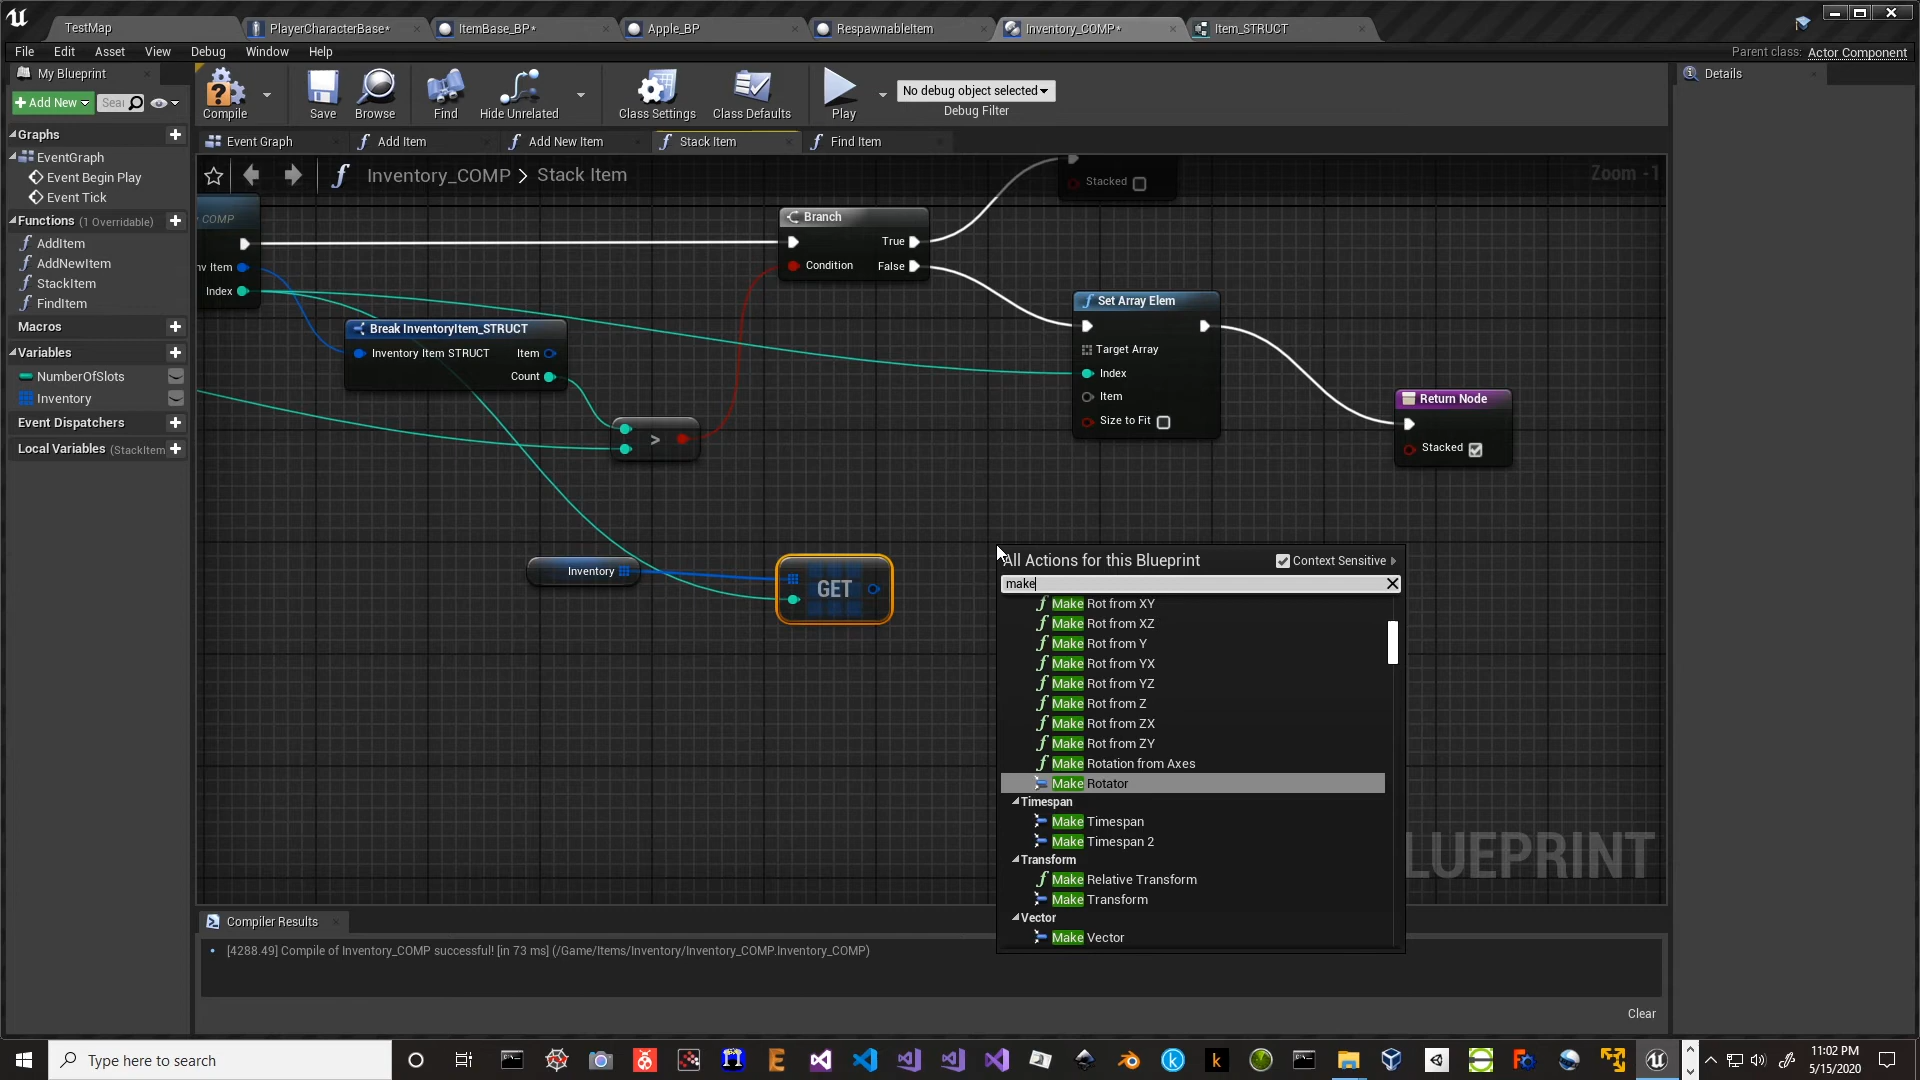 TestMap
PlayerCharacterBase*
ItemBase_BP*
Apple_BP
RespawnableItem
Inventory_COMP*
Item_STRUCT
File Edit Asset View Debug Window Help
Parent class: Actor Component
My Blueprint
Add New
Sea
Compile
Save
Browse
Find
Hide Unrelated
Class Settings
Class Defaults
Play
No debug object selected
Debug Filter
Details
Graphs
EventGraph
Event Begin Play
Event Tick
Functions (1 Overridable)
AddItem
AddNewItem
StackItem
FindItem
Macros
Variables
NumberOfSlots
Inventory
Event Dispatchers
Local Variables (StackItem
Event Graph
Add Item
Add New Item
Stack Item
Find Item
Inventory_COMP > Stack Item
Zoom -1
COMP
nv Item
Index
Break InventoryItem_STRUCT
Inventory Item STRUCT
Item
Count
>
Branch
True
Condition
False
Stacked
Set Array Elem
Target Array
Index
Item
Size to Fit
Return Node
Stacked
Inventory
GET
All Actions for this Blueprint
Context Sensitive
make
Make Rot from XY
Make Rot from XZ
Make Rot from Y
Make Rot from YX
Make Rot from YZ
Make Rot from Z
Make Rot from ZX
Make Rot from ZY
Make Rotation from Axes
Make Rotator
Timespan
Make Timespan
Make Timespan 2
Transform
Make Relative Transform
Make Transform
Vector
Make Vector
LUEPRINT
Compiler Results
[4288.49] Compile of Inventory_COMP successful! [in 73 ms] (/Game/Items/Inventory/Inventory_COMP.Inventory_COMP)
Clear
Type here to search
11:02 PM
5/15/2020